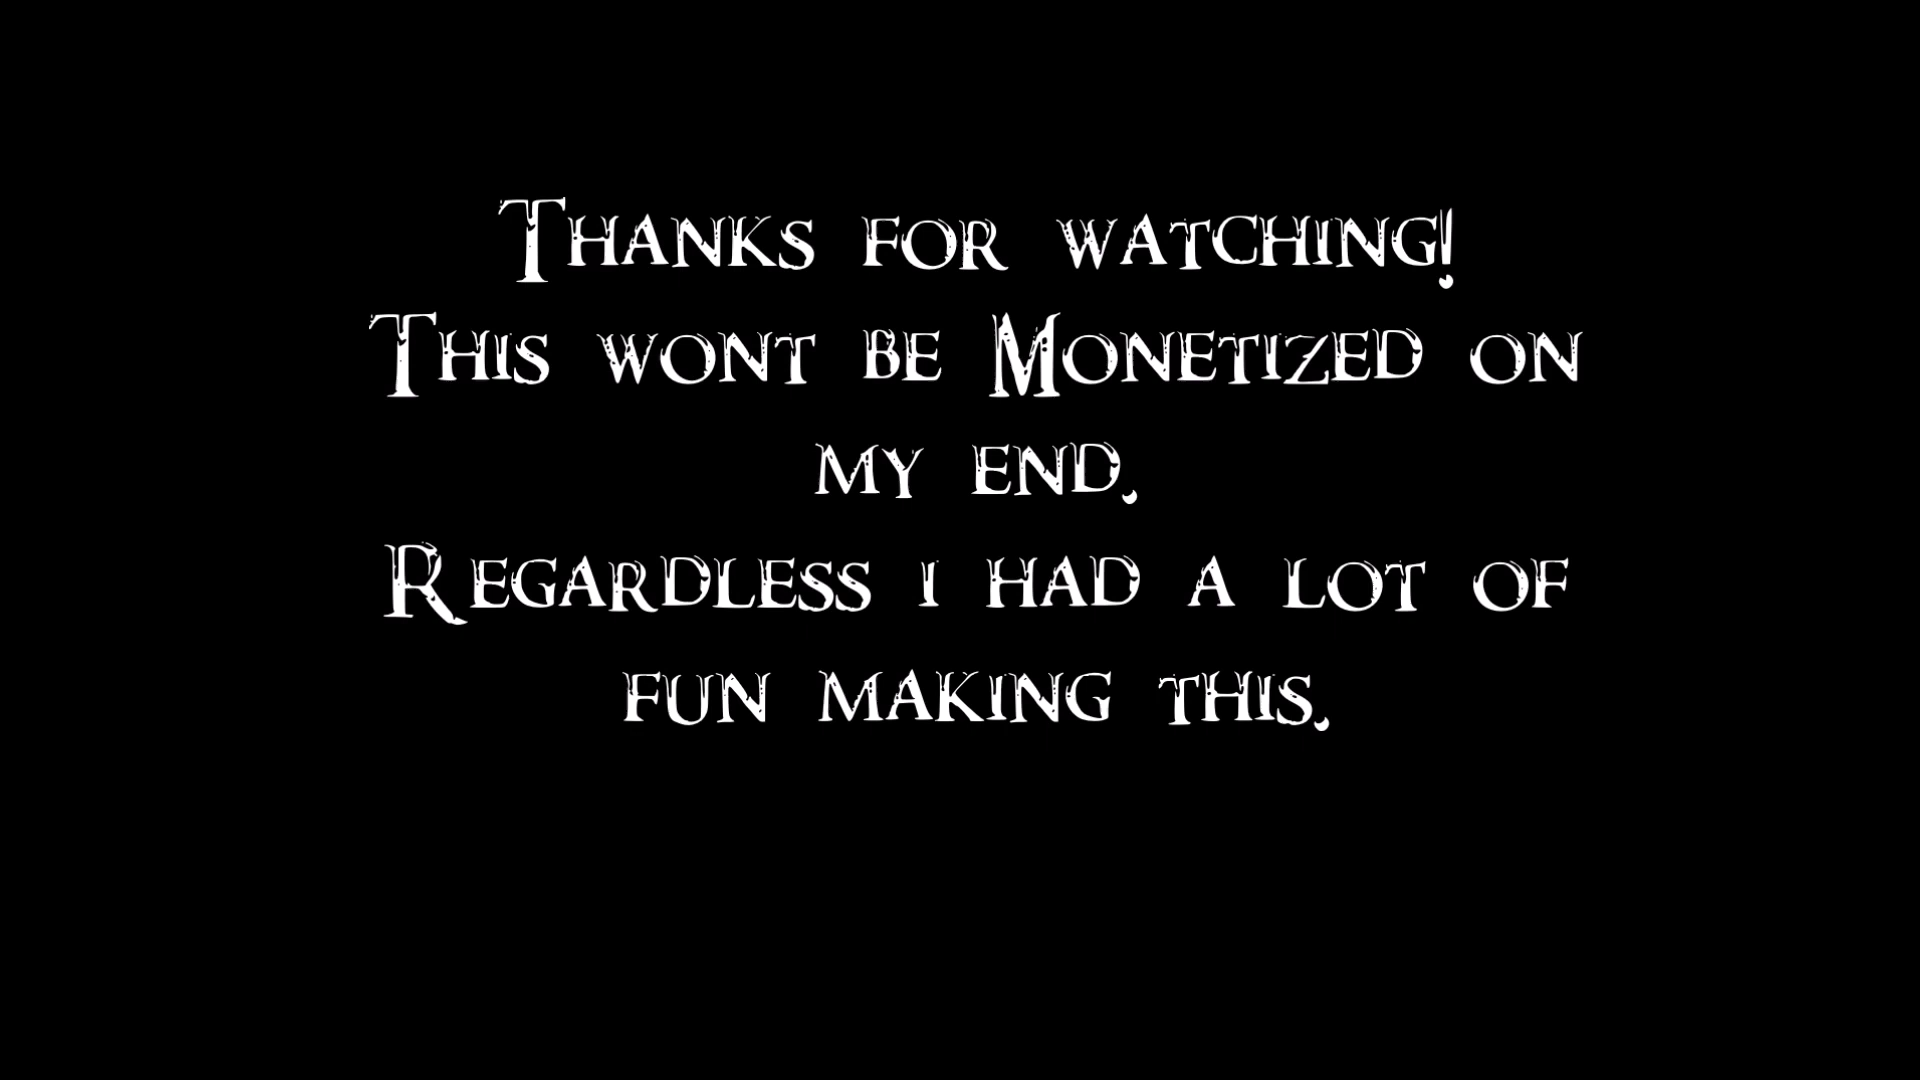 Thanks for watching!
This wont be Monetized on
my end.
Regardless i had a lot of
fun making this.